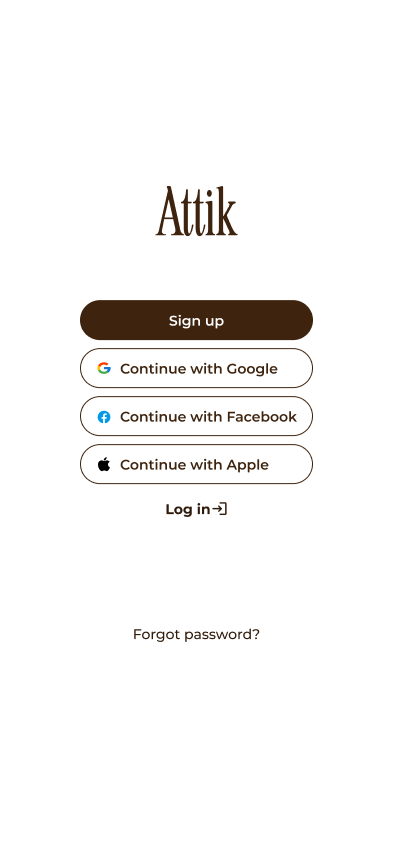 Attik
Sign up
Continue with Google
Continue with Facebook
Continue with Apple
Log in
Forgot password?